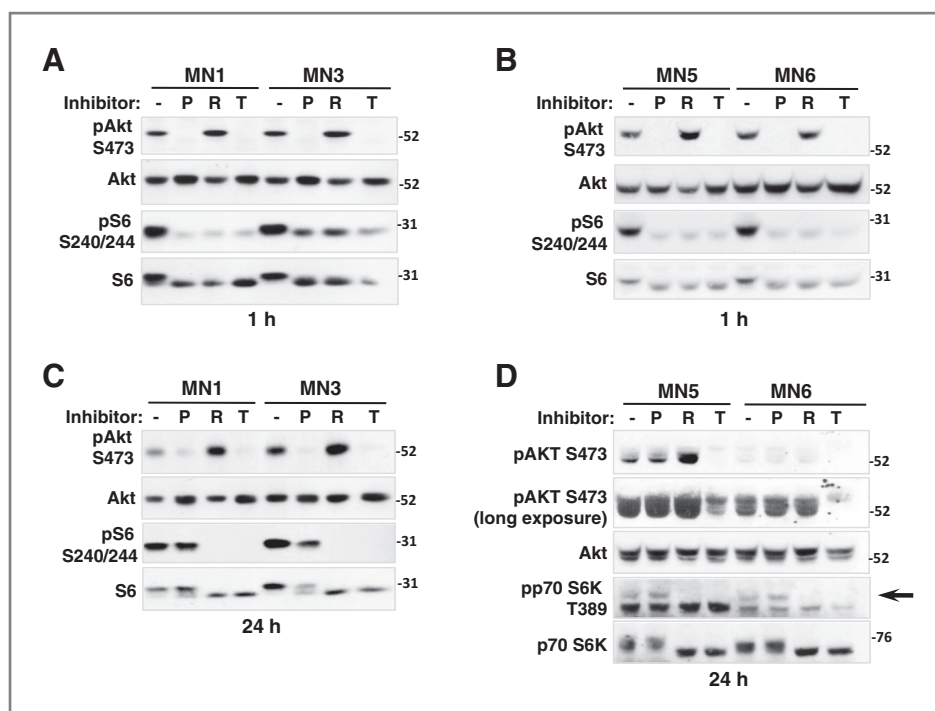 A
MN1 MN3
Inhibitor: - P R T - P R T
pAkt
S473
-52
Akt
-52
pS6
S240/244
-31
S6
-31
1 h
B
MN5 MN6
Inhibitor: - P R T - P R T
pAkt
S473
-52
Akt
-52
pS6
S240/244
-31
S6
-31
1 h
C
MN1 MN3
Inhibitor: - P R T - P R T
pAkt
S473
-52
Akt
-52
pS6
S240/244
-31
S6
-31
24 h
D
MN5 MN6
Inhibitor: - P R T - P R T
pAKT S473
-52
pAKT S473
(long exposure)
-52
Akt
-52
pp70 S6K
T389
p70 S6K
-76
24 h